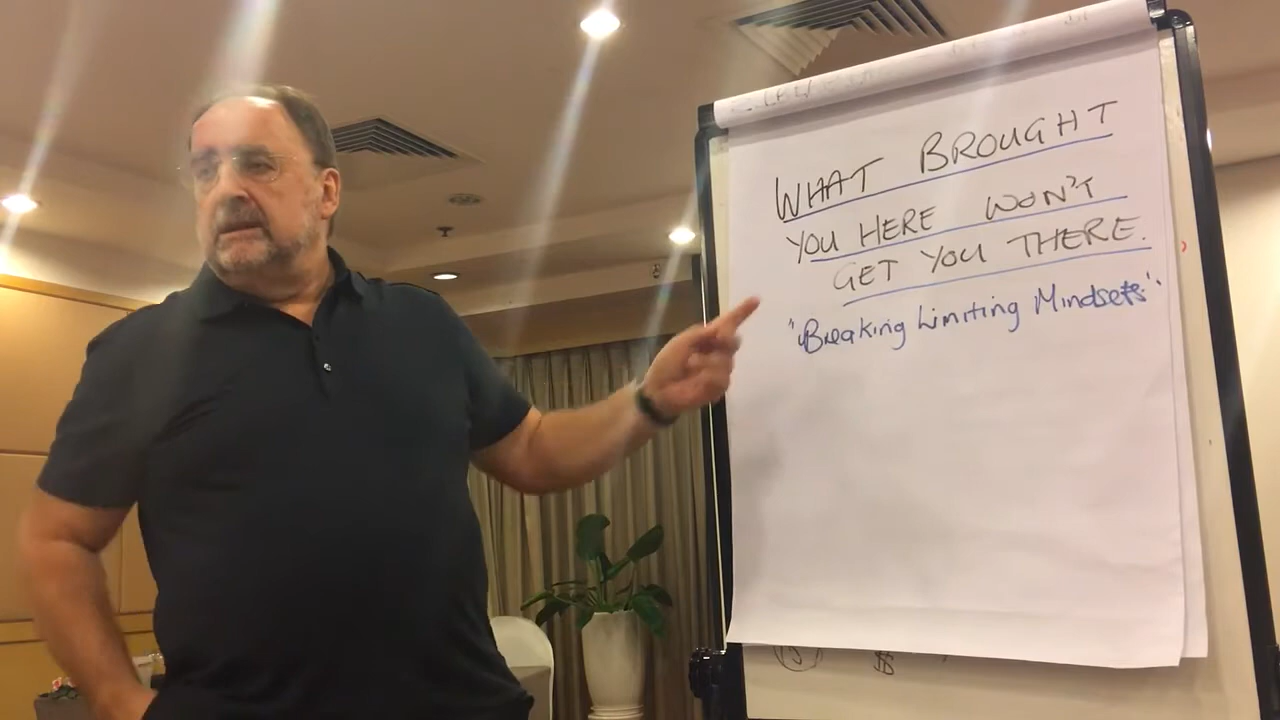 WHAT BROUGHT
YOU HERE WON'T
GET YOU THERE.
"Breaking Limiting Mindsets"
$